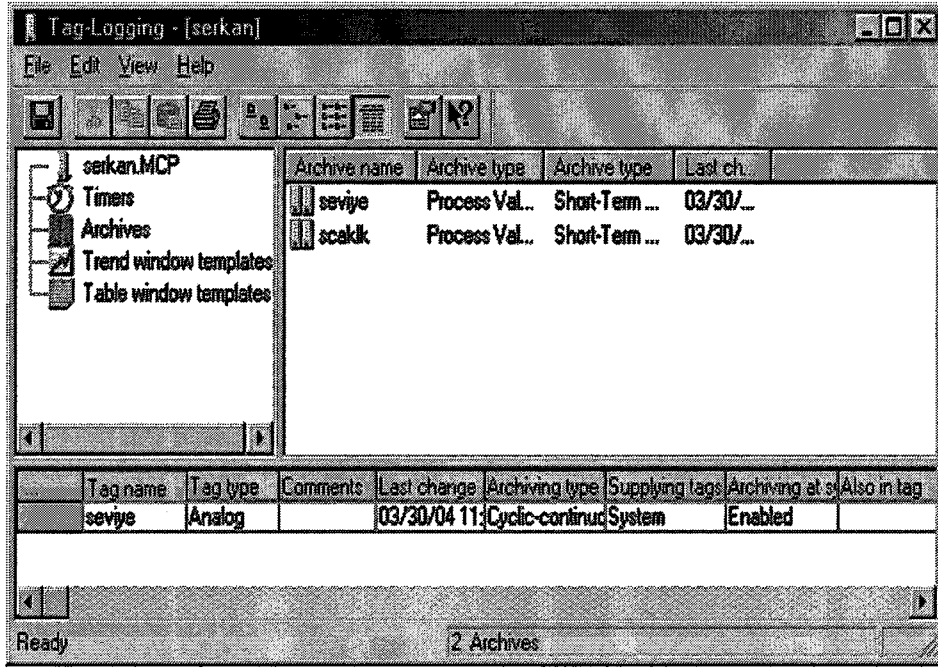 Tag-Logging - [serkan]
File Edit View Help
serkan.MCP
Timers
Archives
Trend window templates
Table window templates
Archive name Archive type Archive type Last ch...
seviye Process Val... Short-Term ...03/30/...
scaklk Process Val... Short-Term ... 03/30/...
... Tag name Tag type Comments Last change Archiving type Supplying tags Archiving at s Also in tag
seviye Analog 03/30/04 11: Cyclic-continuo System Enabled
Ready 2 Archives